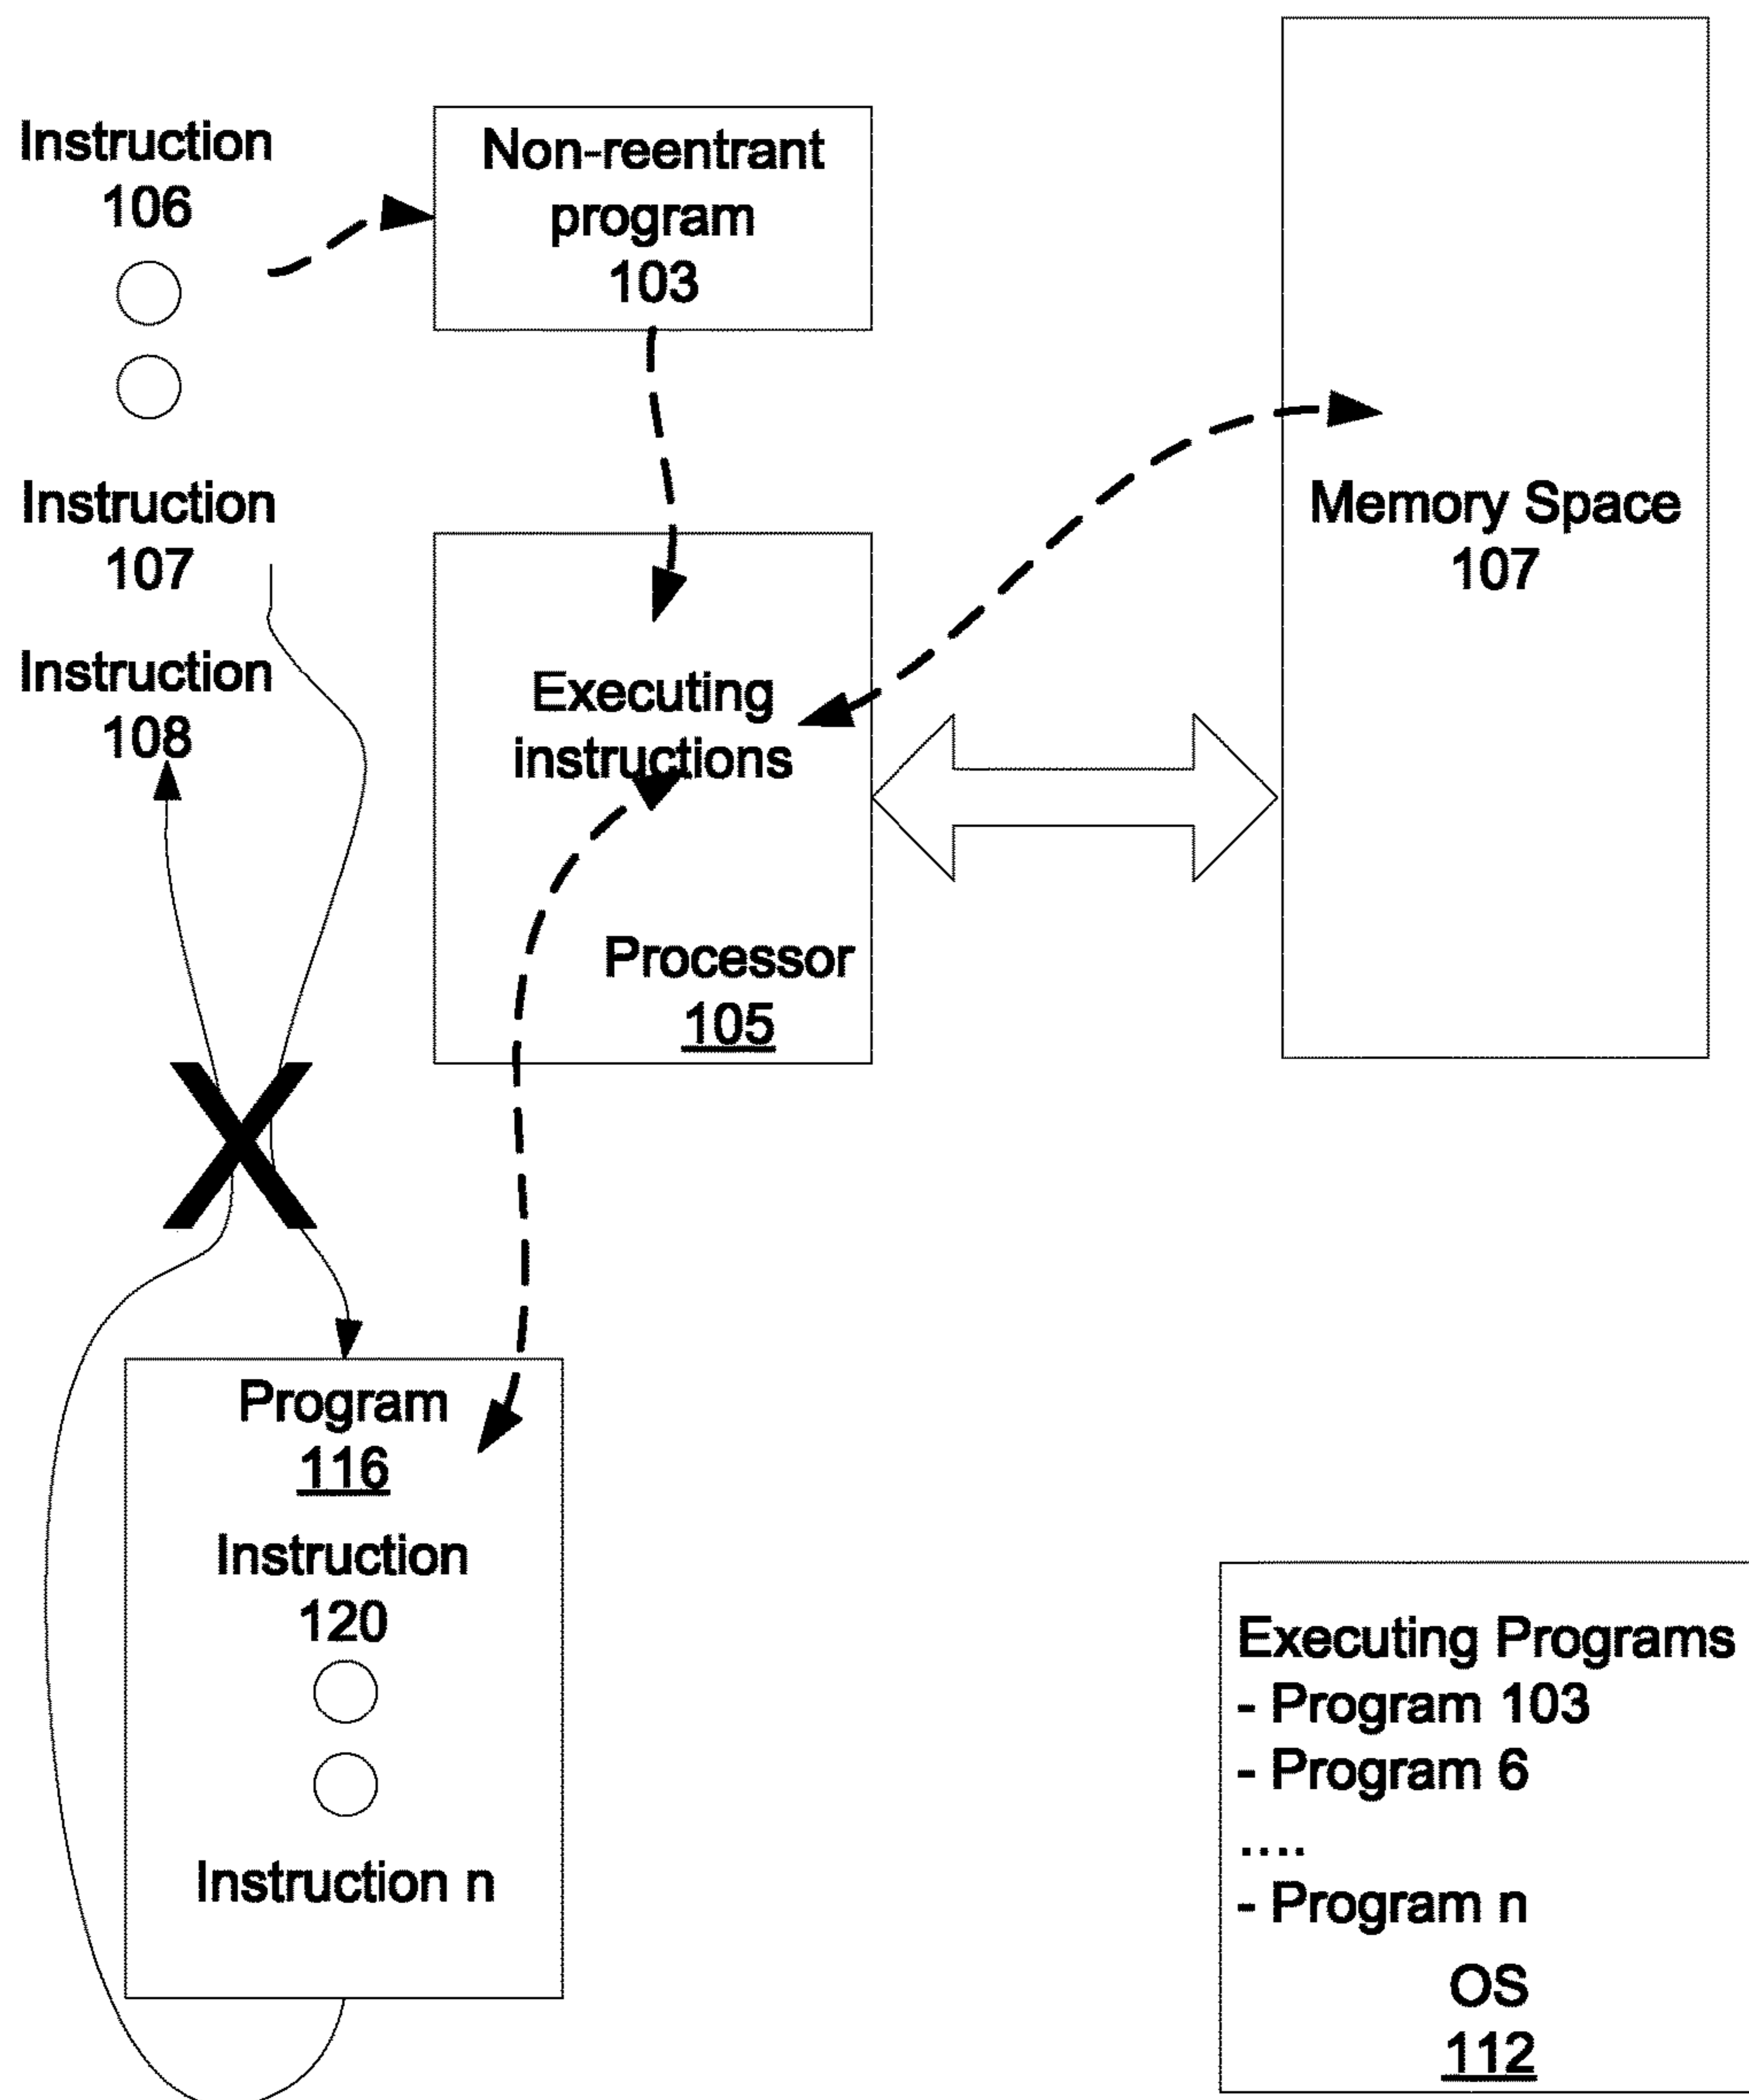 Instruction
106
Non-reentrant
program
103
Instruction
107
Instruction
108
Executing
instructions
Processor
105
Memory Space
107
X
Program
116
Instruction
120
Instruction n
Executing Programs
- Program 103
- Program 6
....
- Program n
OS
112